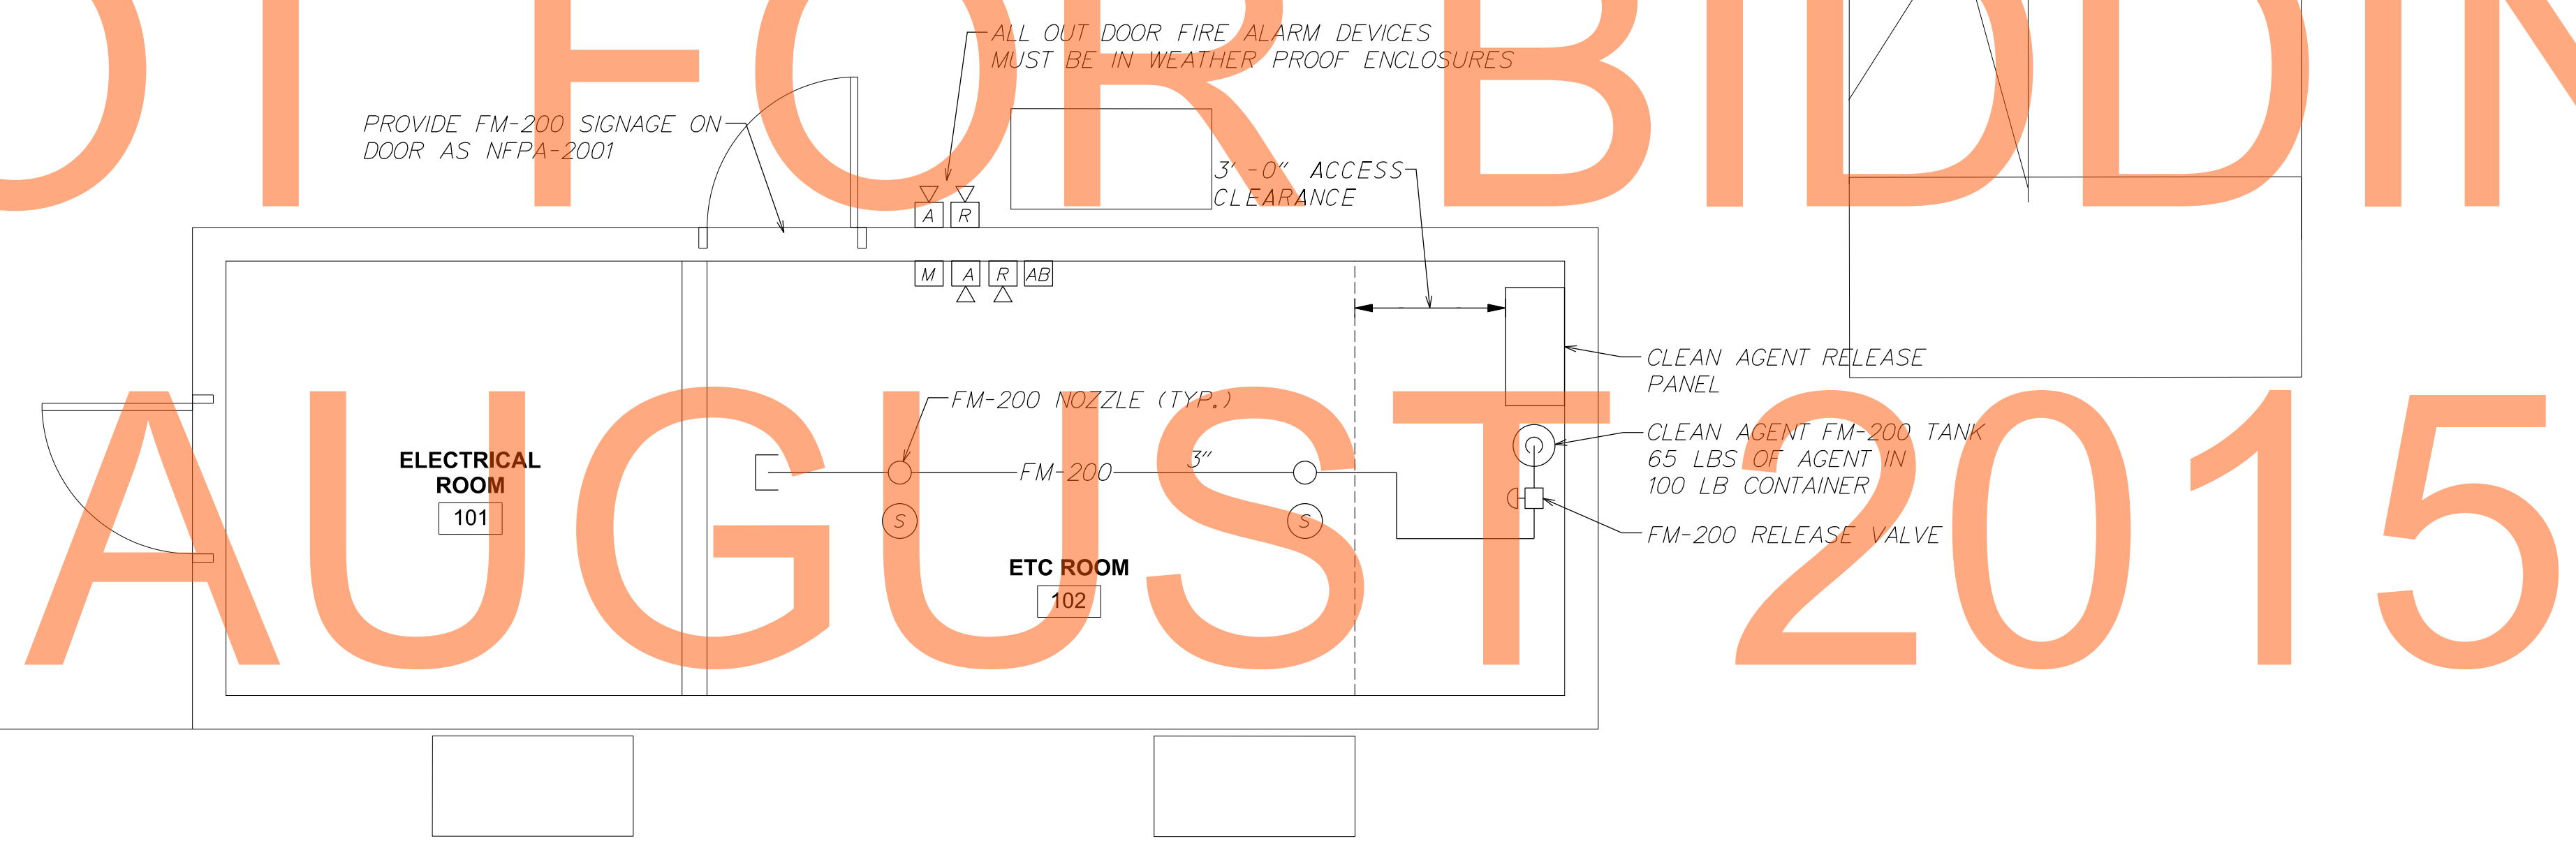 OT FOR BIDDIN
ALL OUT DOOR FIRE ALARM DEVICES
MUST BE IN WEATHER PROOF ENCLOSURES
PROVIDE FM-200 SIGNAGE ON
DOOR AS NFPA-2001
3'-0" ACCESS
CLEARANCE
A R
M A R AB
CLEAN AGENT RELEASE
PANEL
FM-200 NOZZLE (TYP.)
AUGUST 2015
CLEAN AGENT FM-200 TANK
65 LBS OF AGENT IN
100 LB CONTAINER
ELECTRICAL
ROOM
101
FM-200 3"
S S
FM-200 RELEASE VALVE
ETC ROOM
102